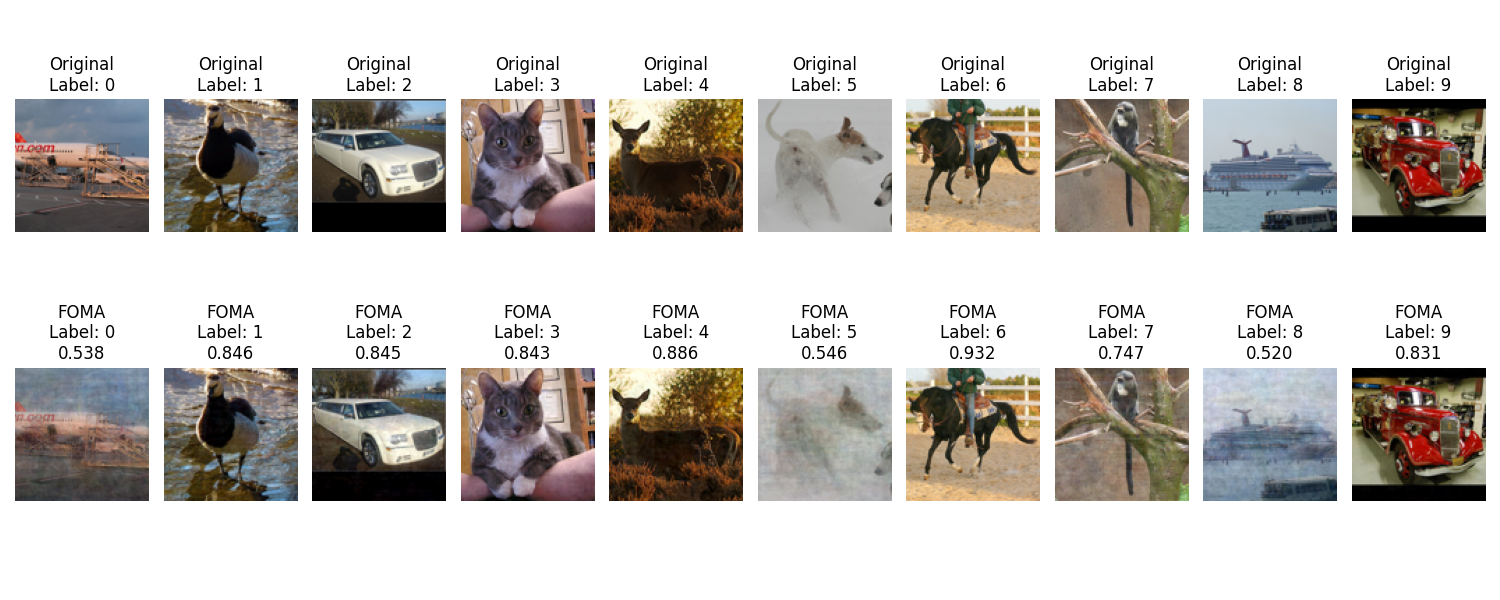 Original
Label: 0
Original
Label: 1
Original
Label: 2
Original
Label: 3
Original
Label: 4
Original
Label: 5
Original
Label: 6
Original
Label: 7
Original
Label: 8
Original
Label: 9
FOMA
Label: 0
0.538
FOMA
Label: 1
0.846
FOMA
Label: 2
0.845
FOMA
Label: 3
0.843
FOMA
Label: 4
0.886
FOMA
Label: 5
0.546
FOMA
Label: 6
0.932
FOMA
Label: 7
0.747
FOMA
Label: 8
0.520
FOMA
Label: 9
0.831